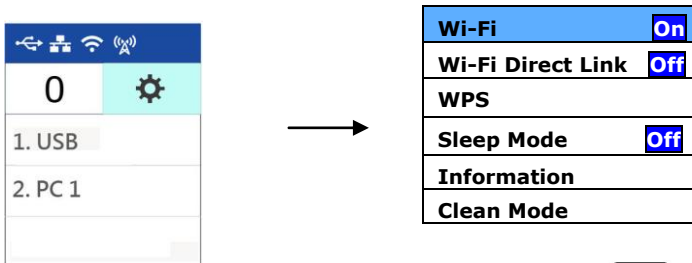 0
1. USB
2. PC 1
Wi-Fi On
Wi-Fi Direct Link Off
WPS
Sleep Mode Off
Information
Clean Mode